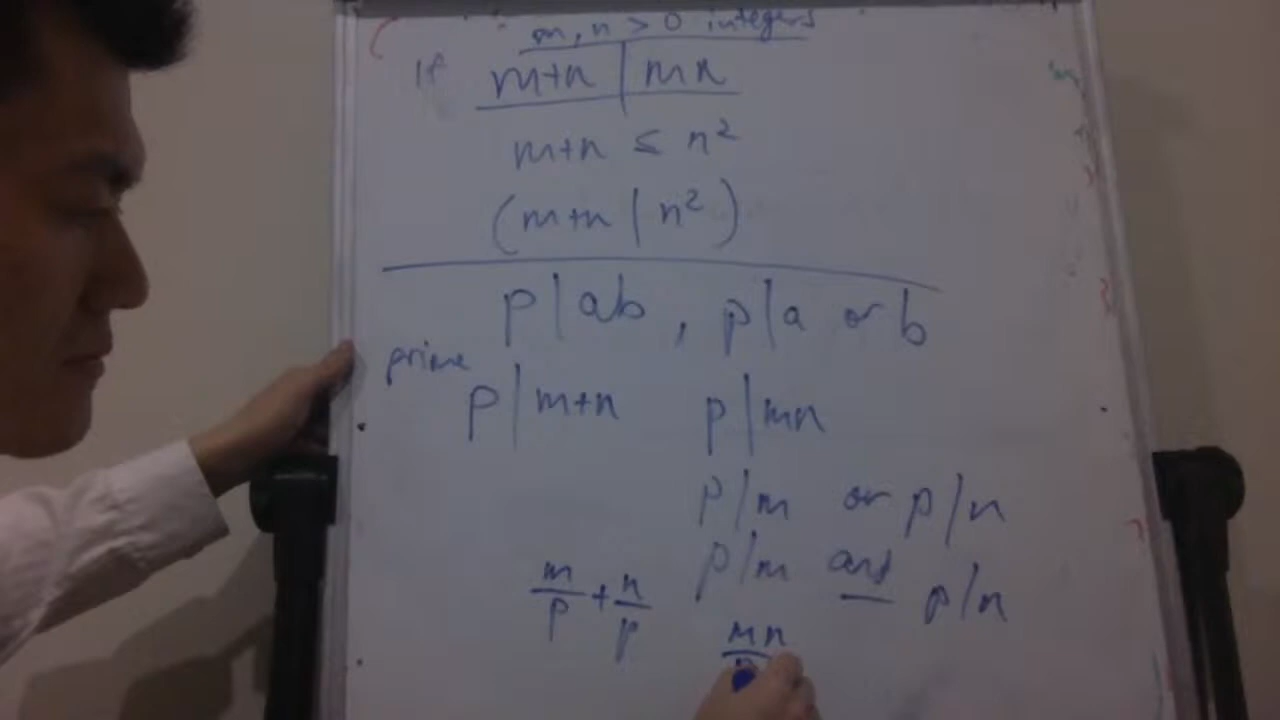 m, n > 0 integers
If m+n | mn
m+n ≤ n²
(m+n | n²)
p | ab , p | a or b
prime
p | m+n p | mn
p | m or p | n
p | m and p | n
m/p + n/p mn